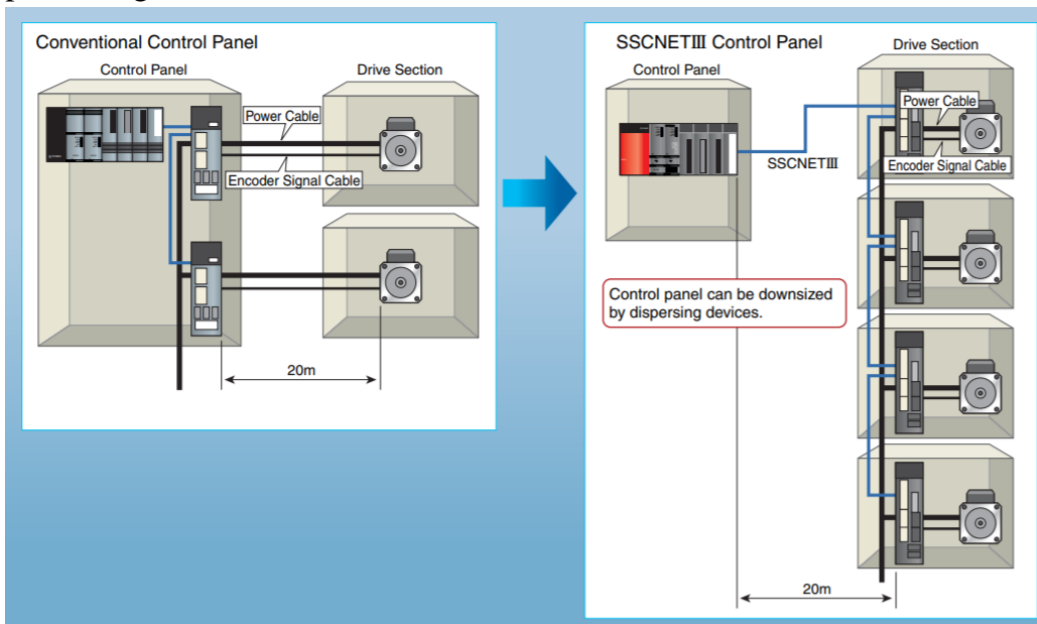 Conventional Control Panel
Control Panel
Drive Section
Power Cable
Encoder Signal Cable
20m
SSCNETⅢ Control Panel
Control Panel
Drive Section
Power Cable
SSCNETⅢ
Encoder Signal Cable
Control panel can be downsized
by dispersing devices.
20m